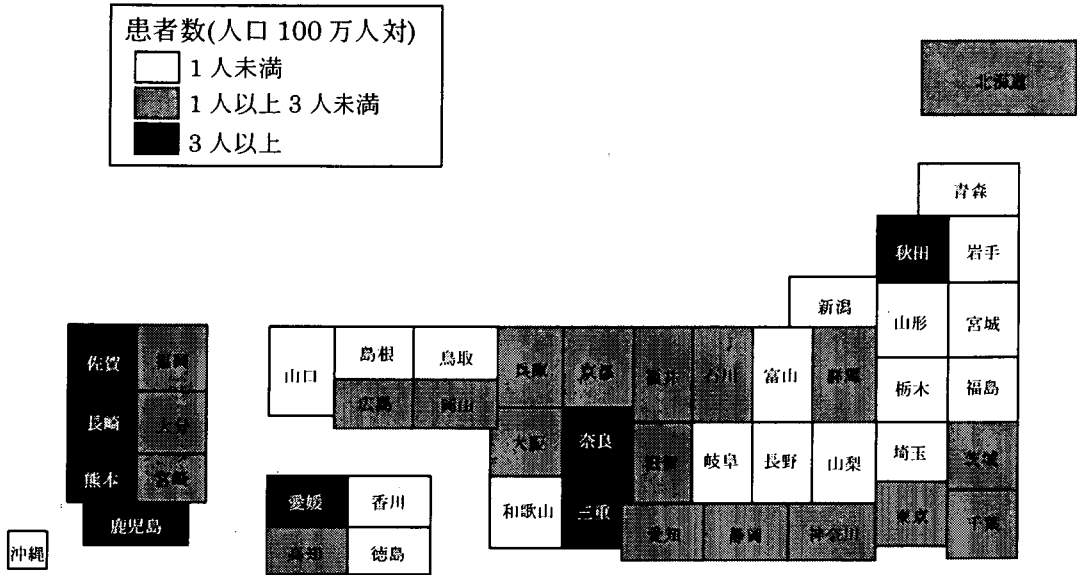 患者数(人口 100 万人対)
1 人未満
1 人以上 3 人未満
3 人以上
北海道
青森
秋田 岩手
新潟 山形 宮城
佐賀 福岡 山口 島根 鳥取 兵庫 京都 福井 石川 富山 群馬 栃木 福島
広島 岡山
長崎 大分 大阪 奈良 滋賀 岐阜 長野 山梨 埼玉 茨城
熊本 宮崎 愛媛 香川 和歌山 三重 愛知 静岡 神奈川 東京 千葉
鹿児島 高知 徳島
沖縄